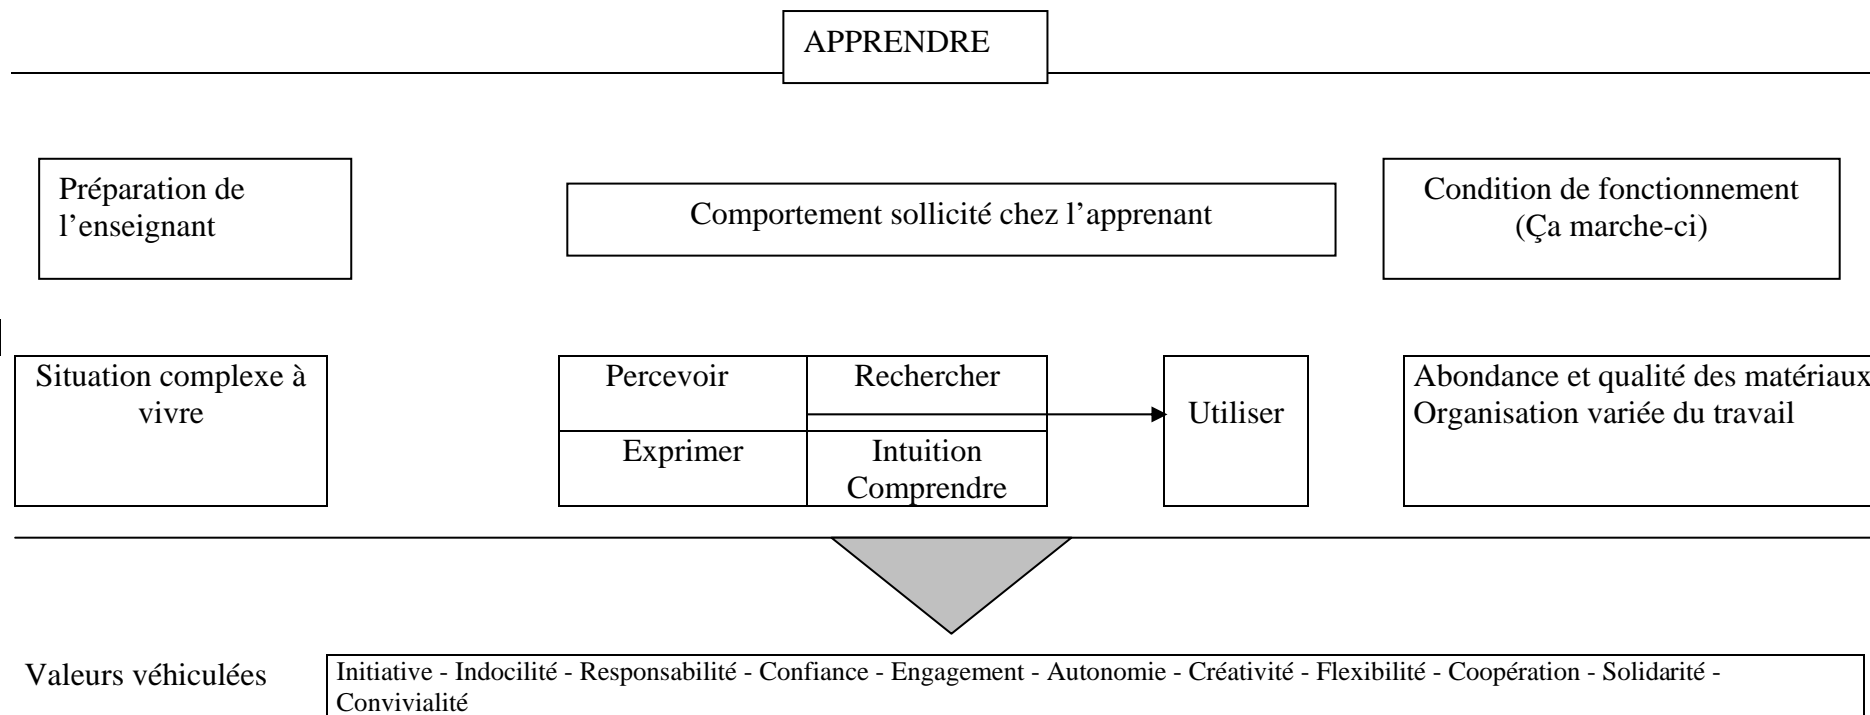 APPRENDRE
Préparation de
l’enseignant
Comportement sollicité chez l’apprenant
Condition de fonctionnement
(Ça marche-ci)
Situation complexe à
vivre
Percevoir
Rechercher
Exprimer
Intuition
Comprendre
Utiliser
Abondance et qualité des matériaux
Organisation variée du travail
Valeurs véhiculées
Initiative - Indocilité - Responsabilité - Confiance - Engagement - Autonomie - Créativité - Flexibilité - Coopération - Solidarité -
Convivialité